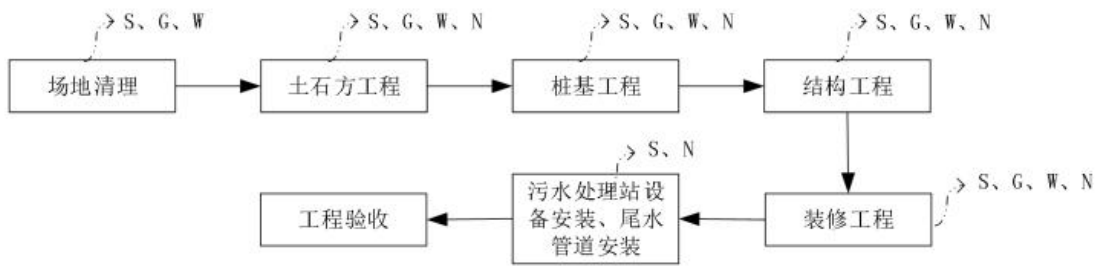 S、G、W
S、G、W、N
S、G、W、N
S、G、W、N
场地清理
土石方工程
桩基工程
结构工程
S、N
S、G、W、N
工程验收
污水处理站设
备安装、尾水
管道安装
装修工程